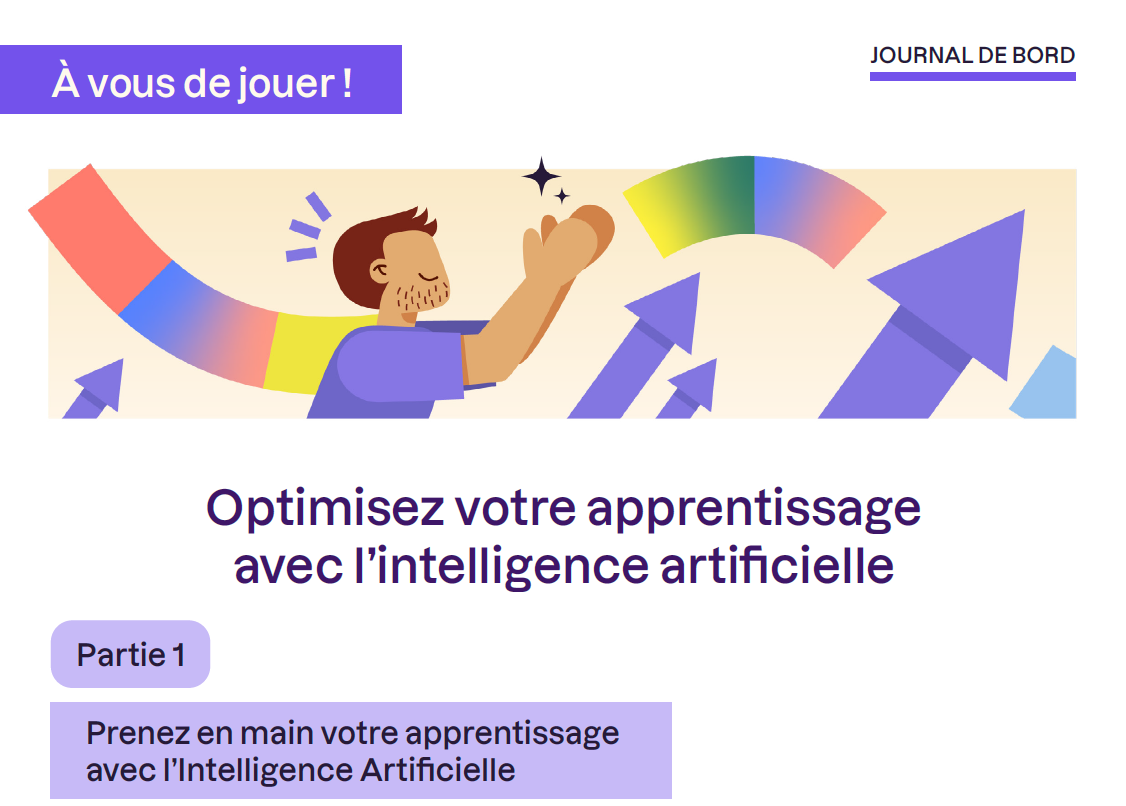 À vous de jouer !
JOURNAL DE BORD
Optimisez votre apprentissage
avec l’intelligence artificielle
Partie 1
Prenez en main votre apprentissage
avec l’Intelligence Artificielle